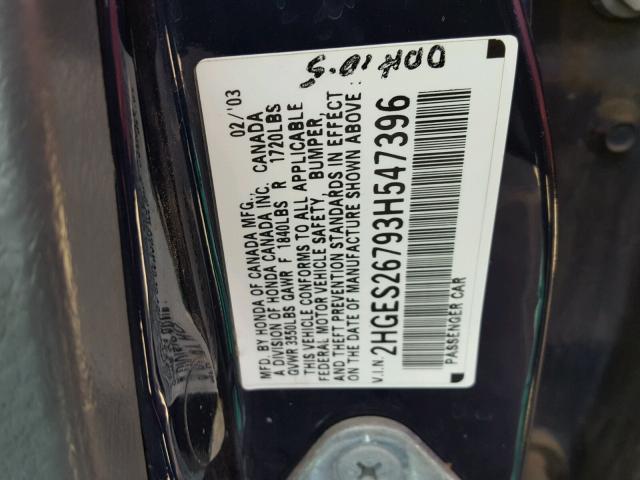 MFD. BY HONDA OF CANADA MFG., 02/'03
A DIVISION OF HONDA CANADA INC. CANADA
GVWR 3550LBS GAWR F 1840LBS R 1720LBS
THIS VEHICLE CONFORMS TO ALL APPLICABLE
FEDERAL MOTOR VEHICLE SAFETY, BUMPER,
AND THEFT PREVENTION STANDARDS IN EFFECT
ON THE DATE OF MANUFACTURE SHOWN ABOVE :
V.I.N. 2HGES26793H547396
PASSENGER CAR